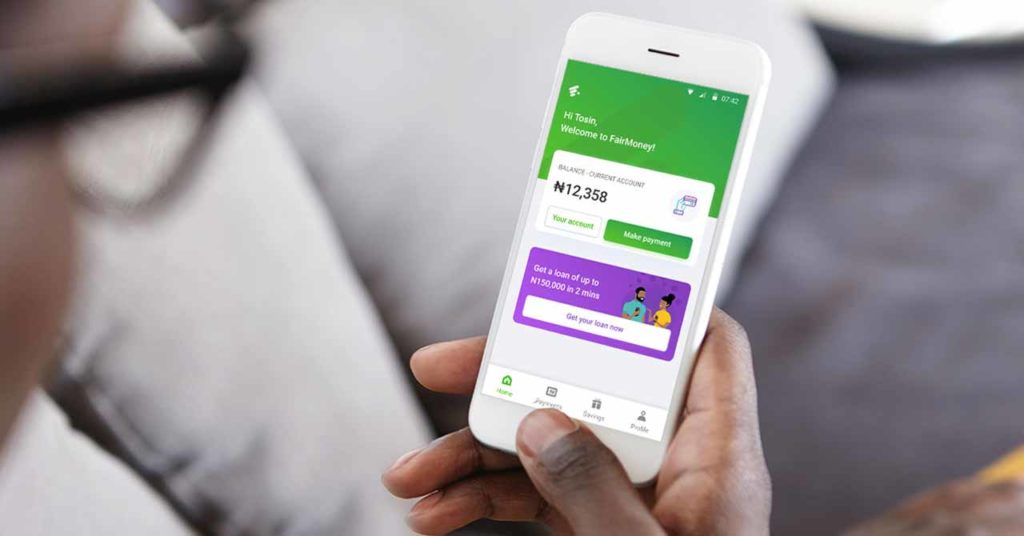 07:42
Hi Tosin,
Welcome to FairMoney!
BALANCE - CURRENT ACCOUNT
₦12,358
Your account
Make payment
Get a loan of up to
N150,000 in 2 mins
Get your loan now
Home
Payments
Savings
Profile